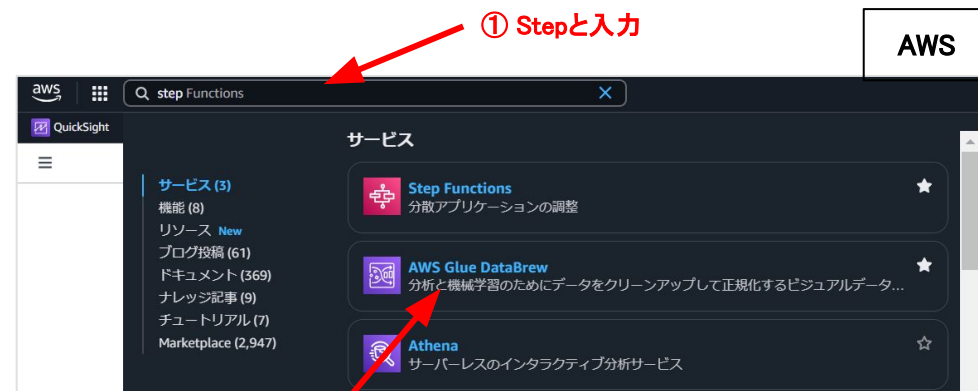 ① Stepと入力
AWS
aws
step Functions
QuickSight
サービス
サービス (3)
機能 (8)
リソース New
ブログ投稿 (61)
ドキュメント (369)
ナレッジ記事 (9)
チュートリアル (7)
Marketplace (2,947)
Step Functions
分散アプリケーションの調整
AWS Glue DataBrew
分析と機械学習のためにデータをクリーンアップして正規化するビジュアルデータ...
Athena
サーバーレスのインタラクティブ分析サービス